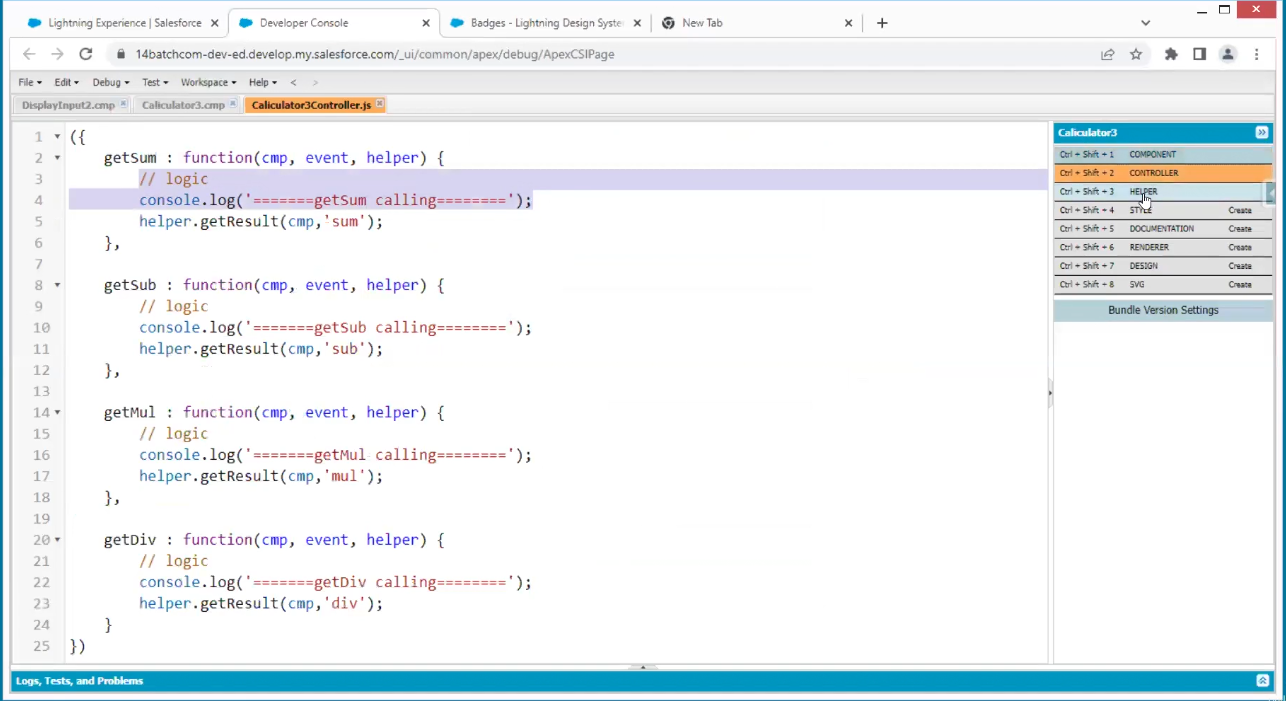 Lightning Experience | Salesforce
Developer Console
Badges - Lightning Design Syste
New Tab
14batchcom-dev-ed.develop.my.salesforce.com/_ui/common/apex/debug/ApexCSIPage
File Edit Debug Test Workspace Help < >
DisplayInput2.cmp
Caliculator3.cmp
Caliculator3Controller.js
1 ({
2 getSum : function(cmp, event, helper) {
3 // logic
4 console.log('=======getSum calling========');
5 helper.getResult(cmp,'sum');
6 },
7
8 getSub : function(cmp, event, helper) {
9 // logic
10 console.log('=======getSub calling========');
11 helper.getResult(cmp,'sub');
12 },
13
14 getMul : function(cmp, event, helper) {
15 // logic
16 console.log('=======getMul calling========');
17 helper.getResult(cmp,'mul');
18 },
19
20 getDiv : function(cmp, event, helper) {
21 // logic
22 console.log('=======getDiv calling========');
23 helper.getResult(cmp,'div');
24 }
25 })
Caliculator3
Ctrl + Shift + 1 COMPONENT
Ctrl + Shift + 2 CONTROLLER
Ctrl + Shift + 3 HELPER
Ctrl + Shift + 4 STYLE Create
Ctrl + Shift + 5 DOCUMENTATION Create
Ctrl + Shift + 6 RENDERER Create
Ctrl + Shift + 7 DESIGN Create
Ctrl + Shift + 8 SVG Create
Bundle Version Settings
Logs, Tests, and Problems